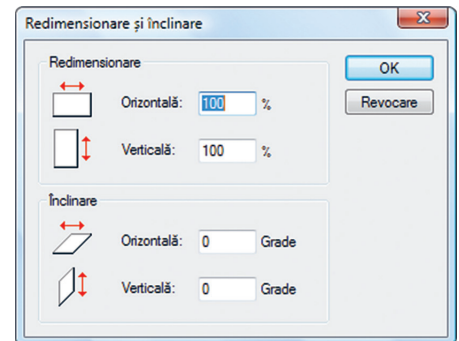 Redimensionare și înclinare
Redimensionare
Orizontală: 100 %
Verticală: 100 %
Înclinare
Orizontală: 0 Grade
Verticală: 0 Grade
OK
Revocare